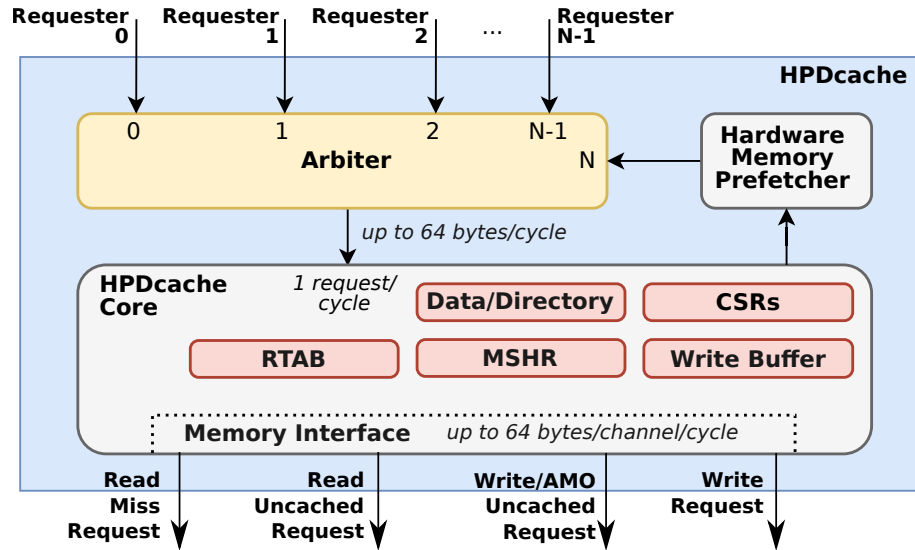 Requester 0
Requester 1
Requester 2
...
Requester N-1
HPDcache
0
1
2
N-1
Arbiter
N
Hardware
Memory
Prefetcher
up to 64 bytes/cycle
HPDcache
Core
1 request/
cycle
Data/Directory
CSRs
RTAB
MSHR
Write Buffer
Memory Interface
up to 64 bytes/channel/cycle
Read
Miss
Request
Read
Uncached
Request
Write/AMO
Uncached
Request
Write
Request